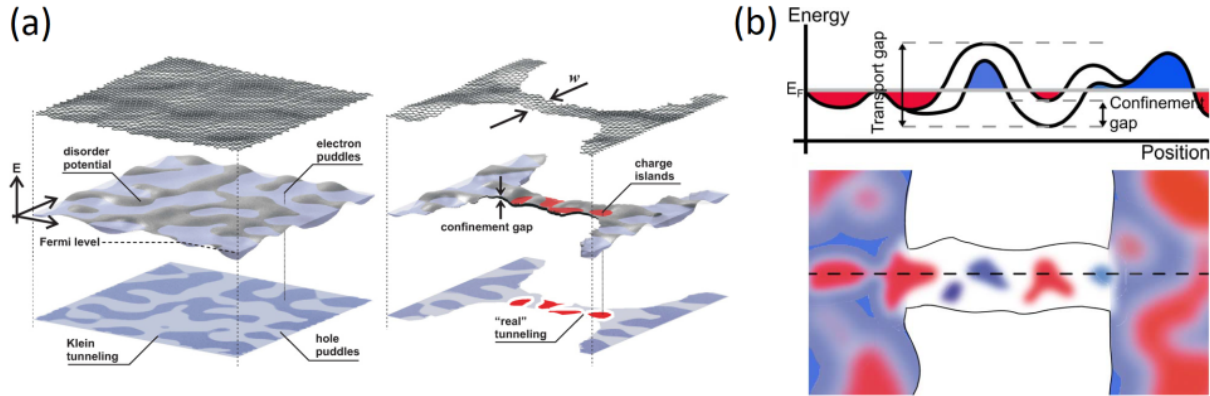 (a)
w
disorder
potential
electron
puddles
E
charge
islands
confinement gap
Fermi level
"real"
tunneling
Klein
tunneling
hole
puddles
(b)
Energy
Transport gap
EF
Confinement
gap
Position